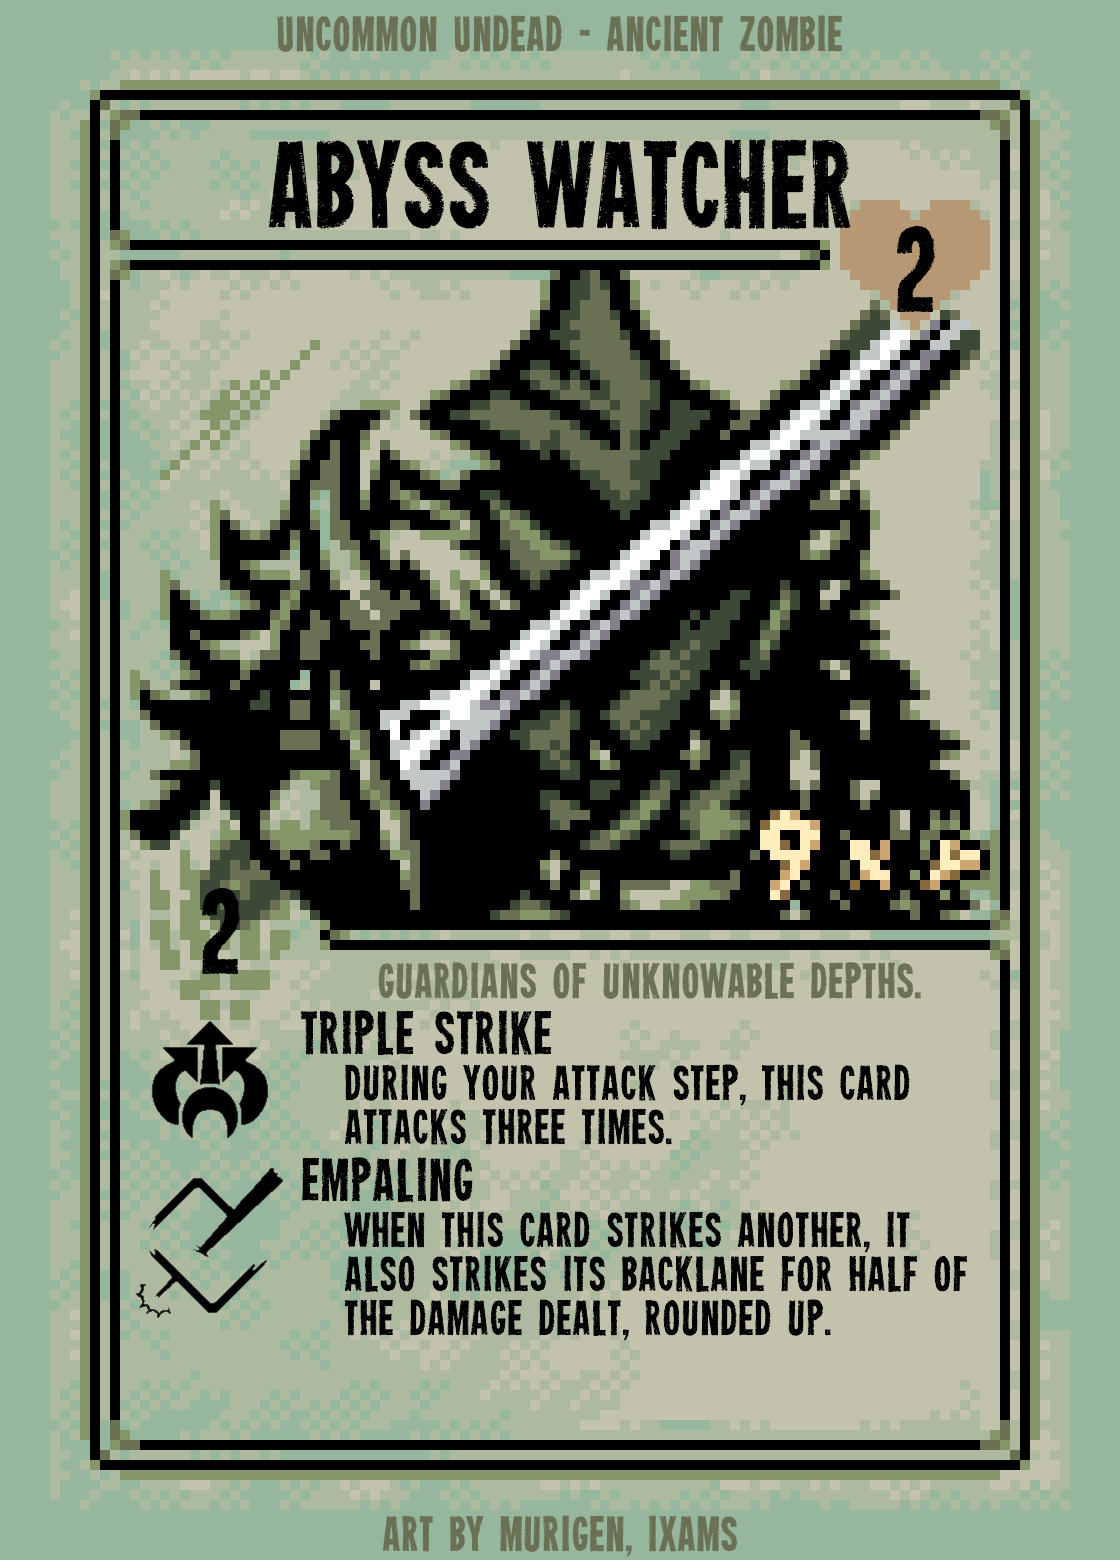 UNCOMMON UNDEAD - ANCIENT ZOMBIE
ABYSS WATCHER
2
2
GUARDIANS OF UNKNOWABLE DEPTHS.
TRIPLE STRIKE
DURING YOUR ATTACK STEP, THIS CARD
ATTACKS THREE TIMES.
EMPALING
WHEN THIS CARD STRIKES ANOTHER, IT
ALSO STRIKES ITS BACKLANE FOR HALF OF
THE DAMAGE DEALT, ROUNDED UP.
ART BY MURIGEN, IXAMS